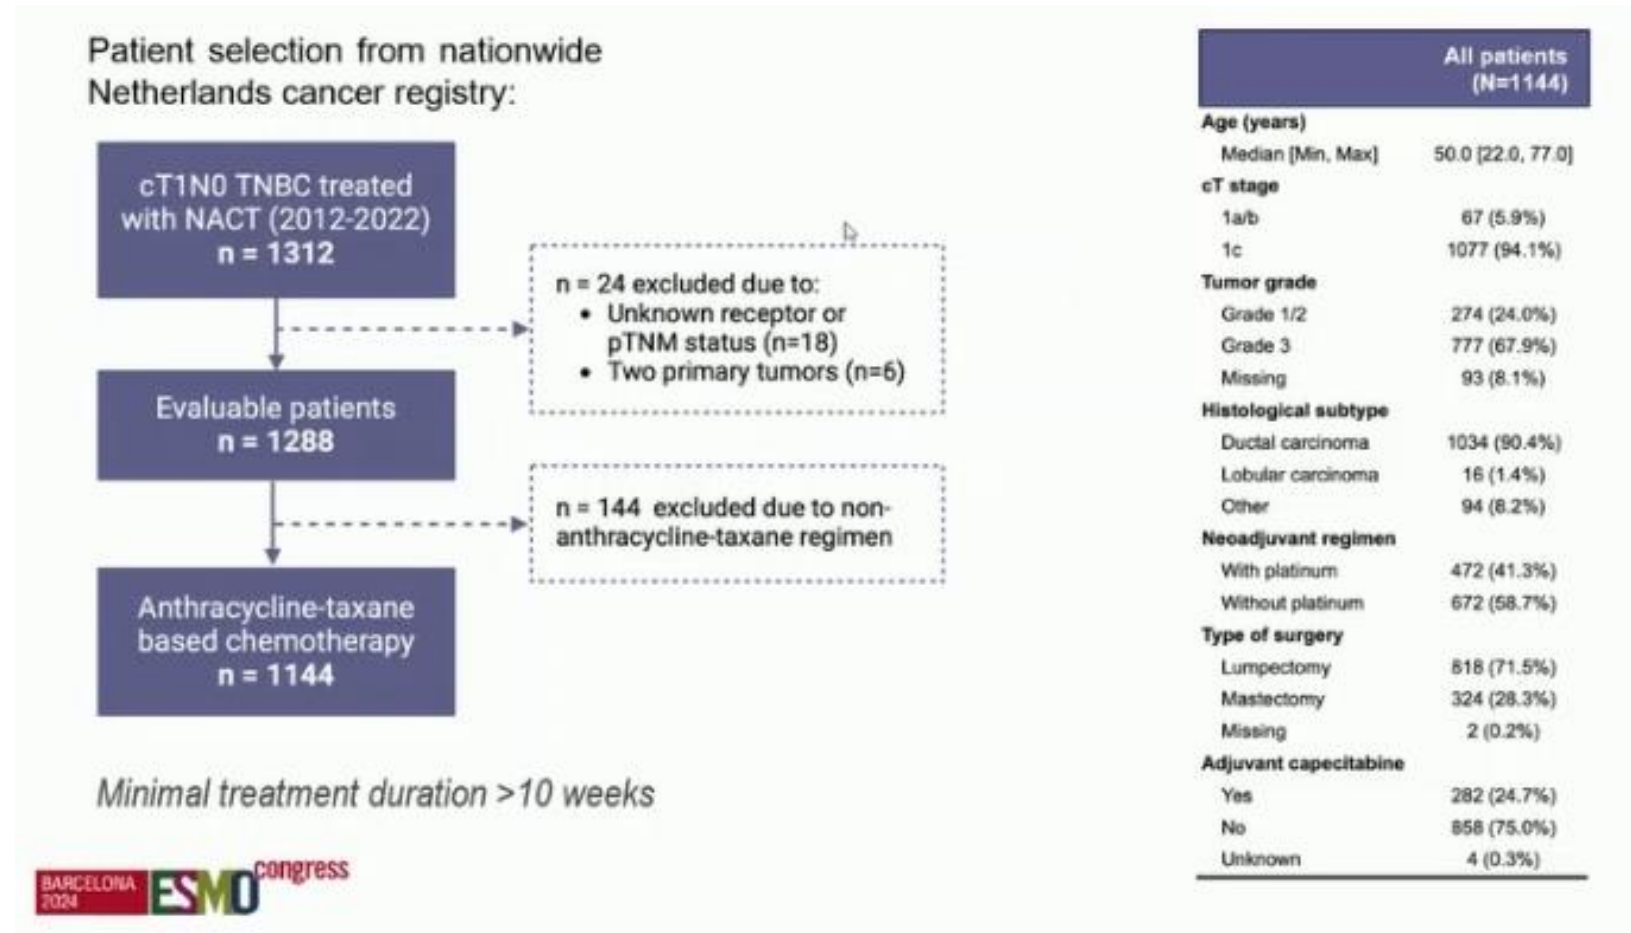 Patient selection from nationwide
Netherlands cancer registry:
cT1N0 TNBC treated
with NACT (2012-2022)
n = 1312
n = 24 excluded due to:
• Unknown receptor or
pTNM status (n=18)
• Two primary tumors (n=6)
Evaluable patients
n = 1288
n = 144 excluded due to non-
anthracycline-taxane regimen
Anthracycline-taxane
based chemotherapy
n = 1144
Minimal treatment duration >10 weeks
BARCELONA
2024
ESMO congress
All patients
(N=1144)
Age (years)
Median [Min, Max] 50.0 [22.0, 77.0]
cT stage
1a/b 67 (5.9%)
1c 1077 (94.1%)
Tumor grade
Grade 1/2 274 (24.0%)
Grade 3 777 (67.9%)
Missing 93 (8.1%)
Histological subtype
Ductal carcinoma 1034 (90.4%)
Lobular carcinoma 16 (1.4%)
Other 94 (8.2%)
Neoadjuvant regimen
With platinum 472 (41.3%)
Without platinum 672 (58.7%)
Type of surgery
Lumpectomy 818 (71.5%)
Mastectomy 324 (28.3%)
Missing 2 (0.2%)
Adjuvant capecitabine
Yes 282 (24.7%)
No 858 (75.0%)
Unknown 4 (0.3%)